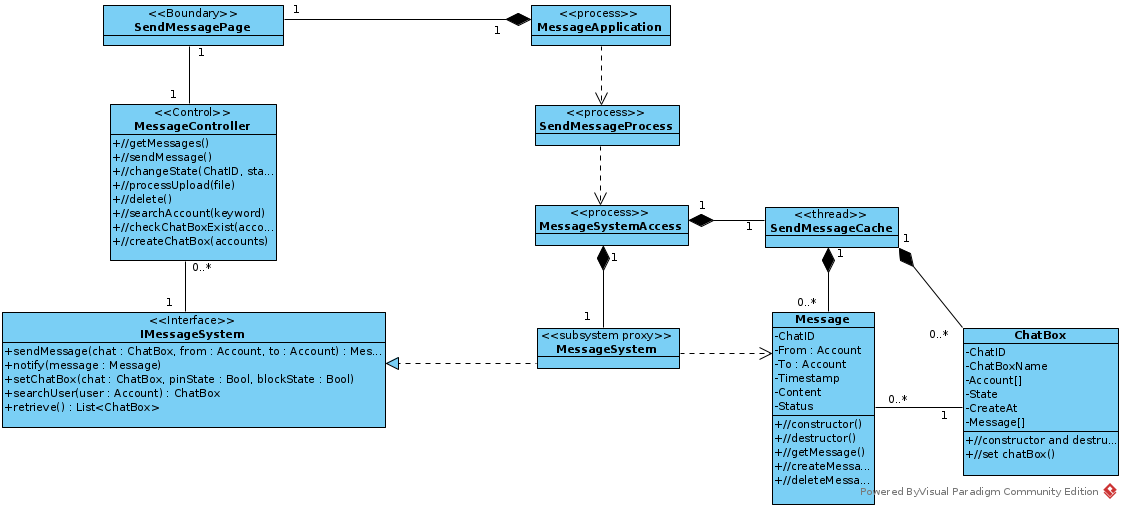 <<Boundary>>
SendMessagePage
1
1
<<process>>
MessageApplication
1
1
<<Control>>
MessageController
+//getMessages()
+//sendMessage()
+//changeState(ChatID, sta...
+//processUpload(file)
+//delete()
+//searchAccount(keyword)
+//checkChatBoxExist(acco...
+//createChatBox(accounts)
<<process>>
SendMessageProcess
<<process>>
MessageSystemAccess
1
1
<<thread>>
SendMessageCache
1
1
1
0..*
1
1
0..*
0..*
<<Interface>>
IMessageSystem
+sendMessage(chat : ChatBox, from : Account, to : Account) : Mes...
+notify(message : Message)
+setChatBox(chat : ChatBox, pinState : Bool, blockState : Bool)
+searchUser(user : Account) : ChatBox
+retrieve() : List<ChatBox>
<<subsystem proxy>>
MessageSystem
Message
-ChatID
-From : Account
-To : Account
-Timestamp
-Content
-Status
+//constructor()
+//destructor()
+//getMessage()
+//createMessa...
+//deleteMessa...
0..*
1
ChatBox
-ChatID
-ChatBoxName
-Account[]
-State
-CreateAt
-Message[]
+//constructor and destru...
+//set chatBox()
Powered ByVisual Paradigm Community Edition